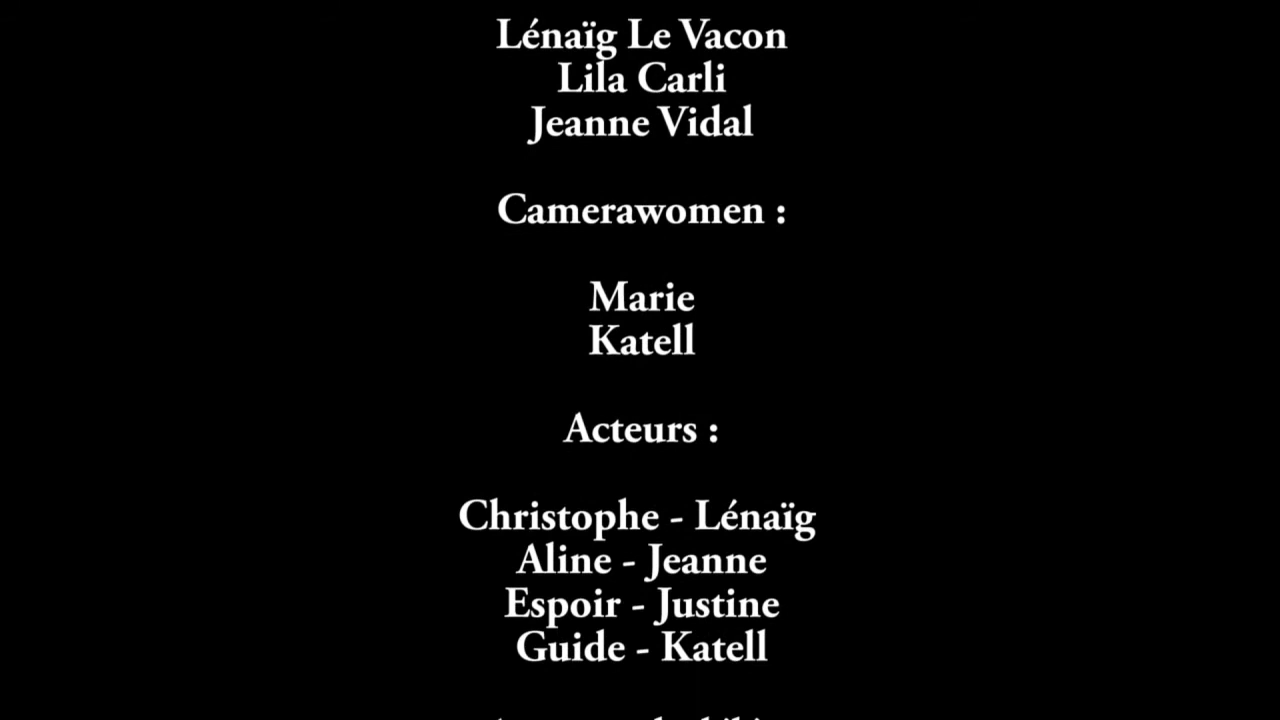 Lénaïg Le Vacon
Lila Carli
Jeanne Vidal
Camerawomen :
Marie
Katell
Acteurs :
Christophe - Lénaïg
Aline - Jeanne
Espoir - Justine
Guide - Katell